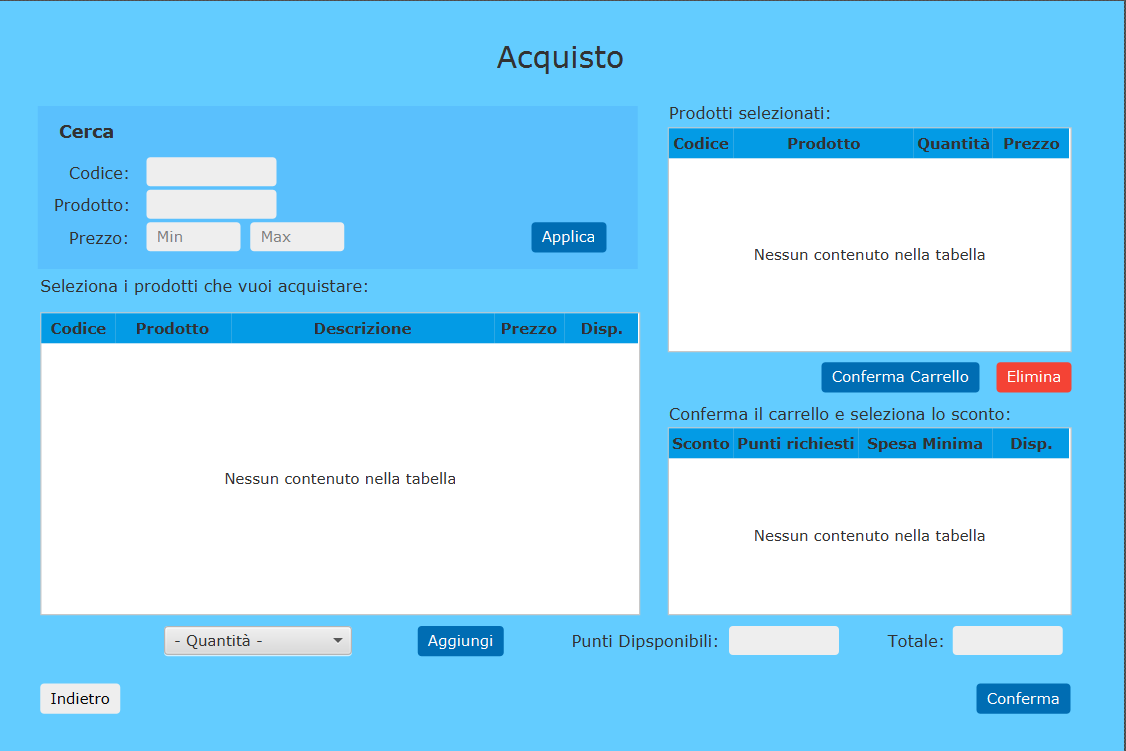 Acquisto
Cerca
Codice:
Prodotto:
Prezzo: Min Max Applica
Seleziona i prodotti che vuoi acquistare:
Codice Prodotto Descrizione Prezzo Disp.
Nessun contenuto nella tabella
- Quantità - Aggiungi
Prodotti selezionati:
Codice Prodotto Quantità Prezzo
Nessun contenuto nella tabella
Conferma Carrello Elimina
Conferma il carrello e seleziona lo sconto:
Sconto Punti richiesti Spesa Minima Disp.
Nessun contenuto nella tabella
Punti Dipsponibili: Totale:
Indietro Conferma